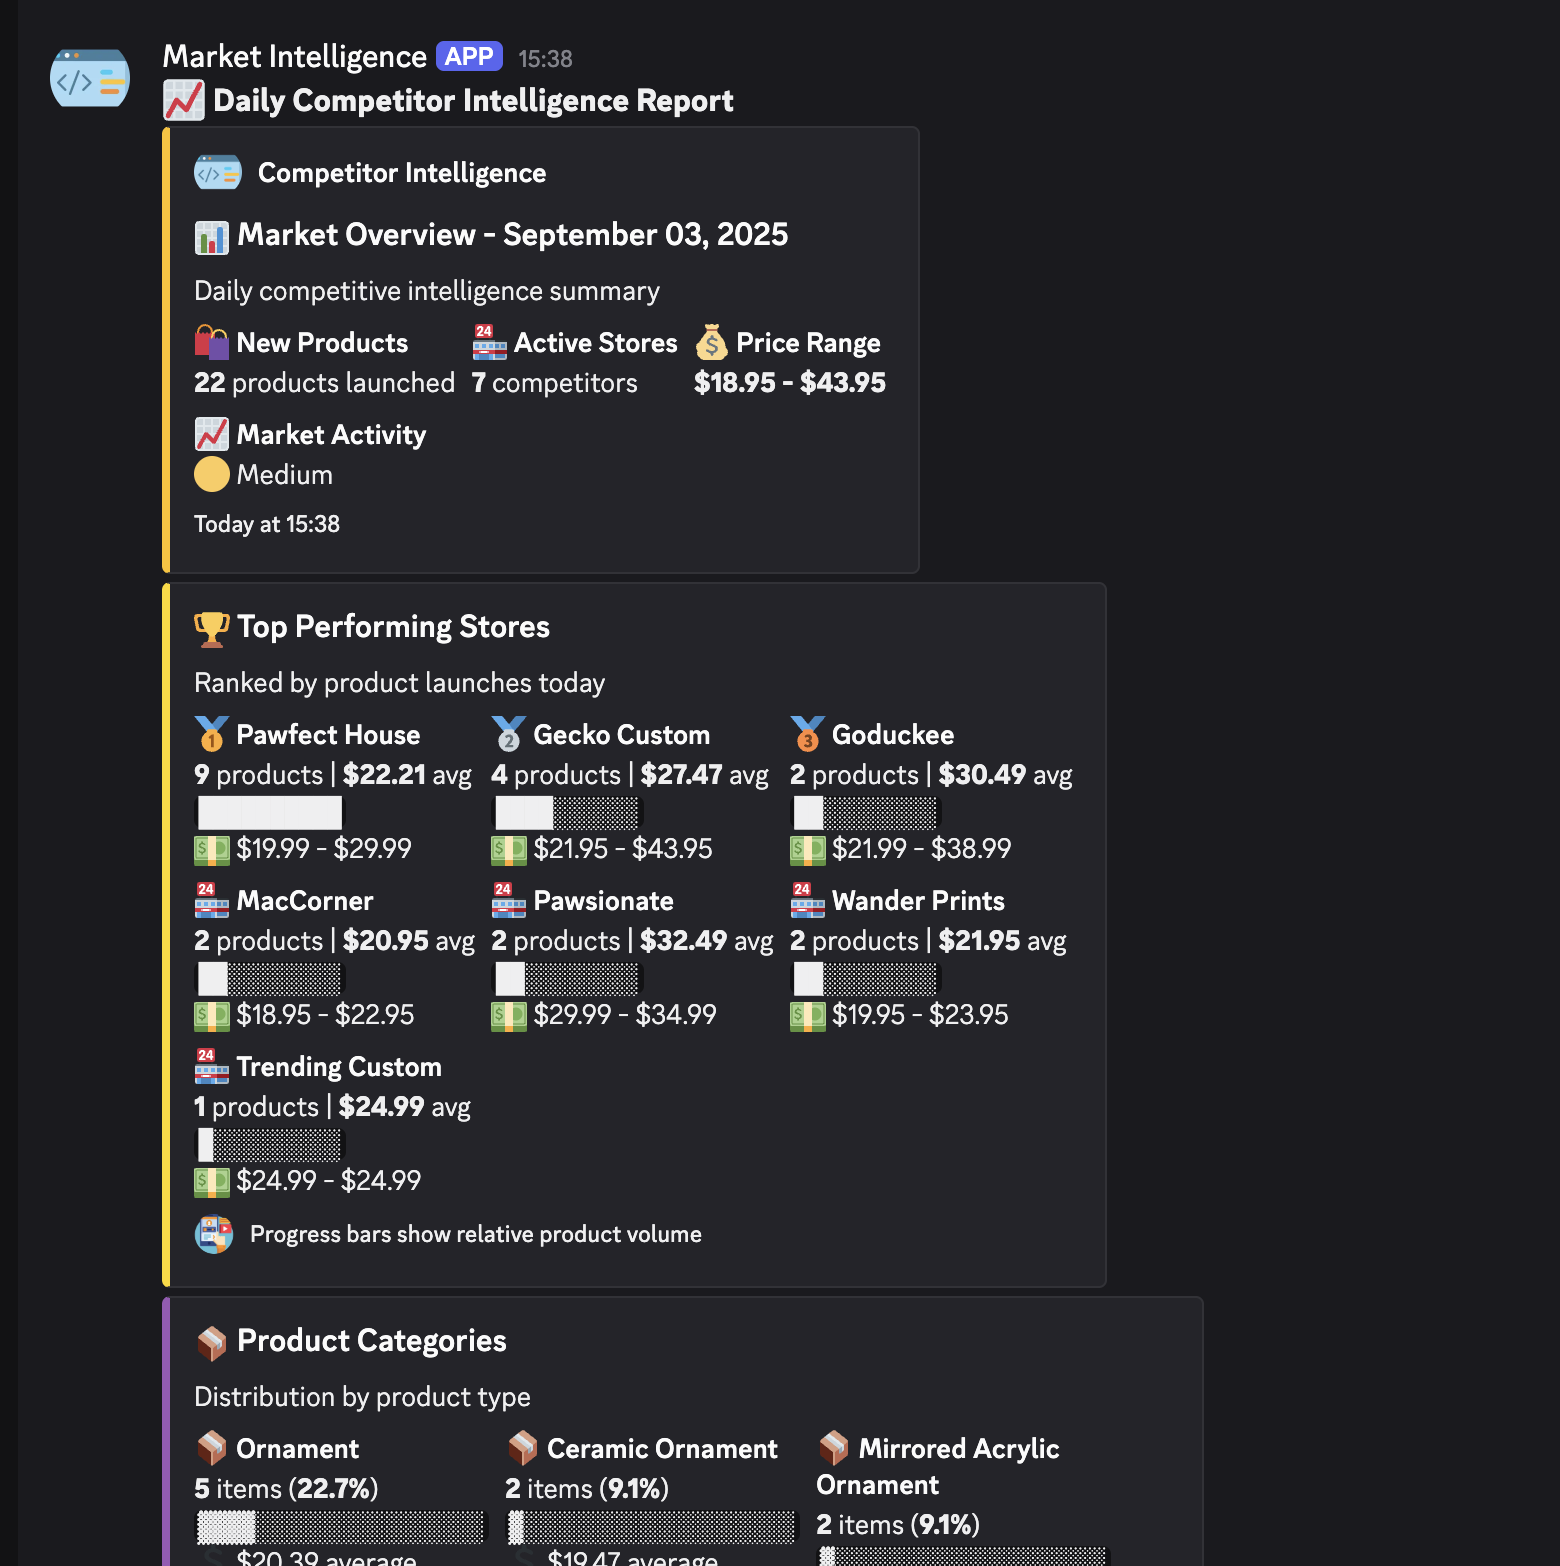 Market Intelligence APP 15:38
Daily Competitor Intelligence Report
Competitor Intelligence
Market Overview - September 03, 2025
Daily competitive intelligence summary
New Products Active Stores Price Range
22 products launched 7 competitors $18.95 - $43.95
Market Activity
Medium
Today at 15:38
Top Performing Stores
Ranked by product launches today
Pawfect House Gecko Custom Goduckee
9 products | $22.21 avg 4 products | $27.47 avg 2 products | $30.49 avg
$19.99 - $29.99 $21.95 - $43.95 $21.99 - $38.99
MacCorner Pawsionate Wander Prints
2 products | $20.95 avg 2 products | $32.49 avg 2 products | $21.95 avg
$18.95 - $22.95 $29.99 - $34.99 $19.95 - $23.95
Trending Custom
1 products | $24.99 avg
$24.99 - $24.99
Progress bars show relative product volume
Product Categories
Distribution by product type
Ornament Ceramic Ornament Mirrored Acrylic
Ornament
5 items (22.7%) 2 items (9.1%)
2 items (9.1%)
$20.39 average $19.47 average